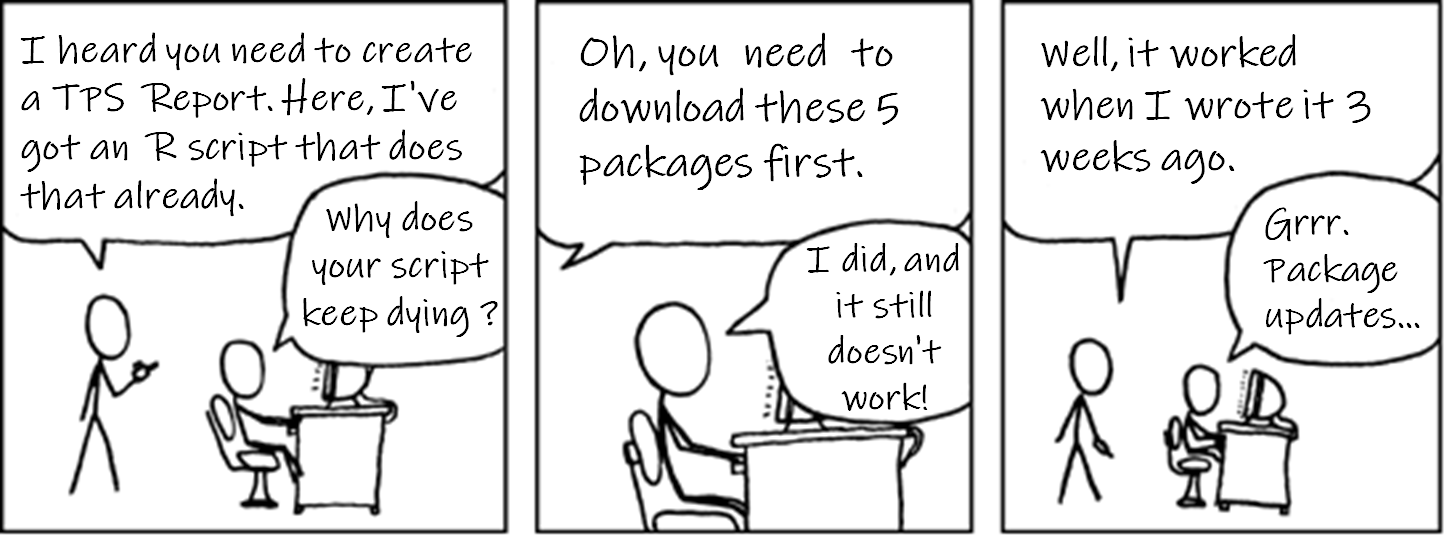 I heard you need to create
a TPS Report. Here, I've
got an R script that does
that already.
Why does
your script
keep dying ?
Oh, you need to
download these 5
packages first.
I did, and
it still
doesn't
work!
Well, it worked
when I wrote it 3
weeks ago.
Grrr.
Package
updates...